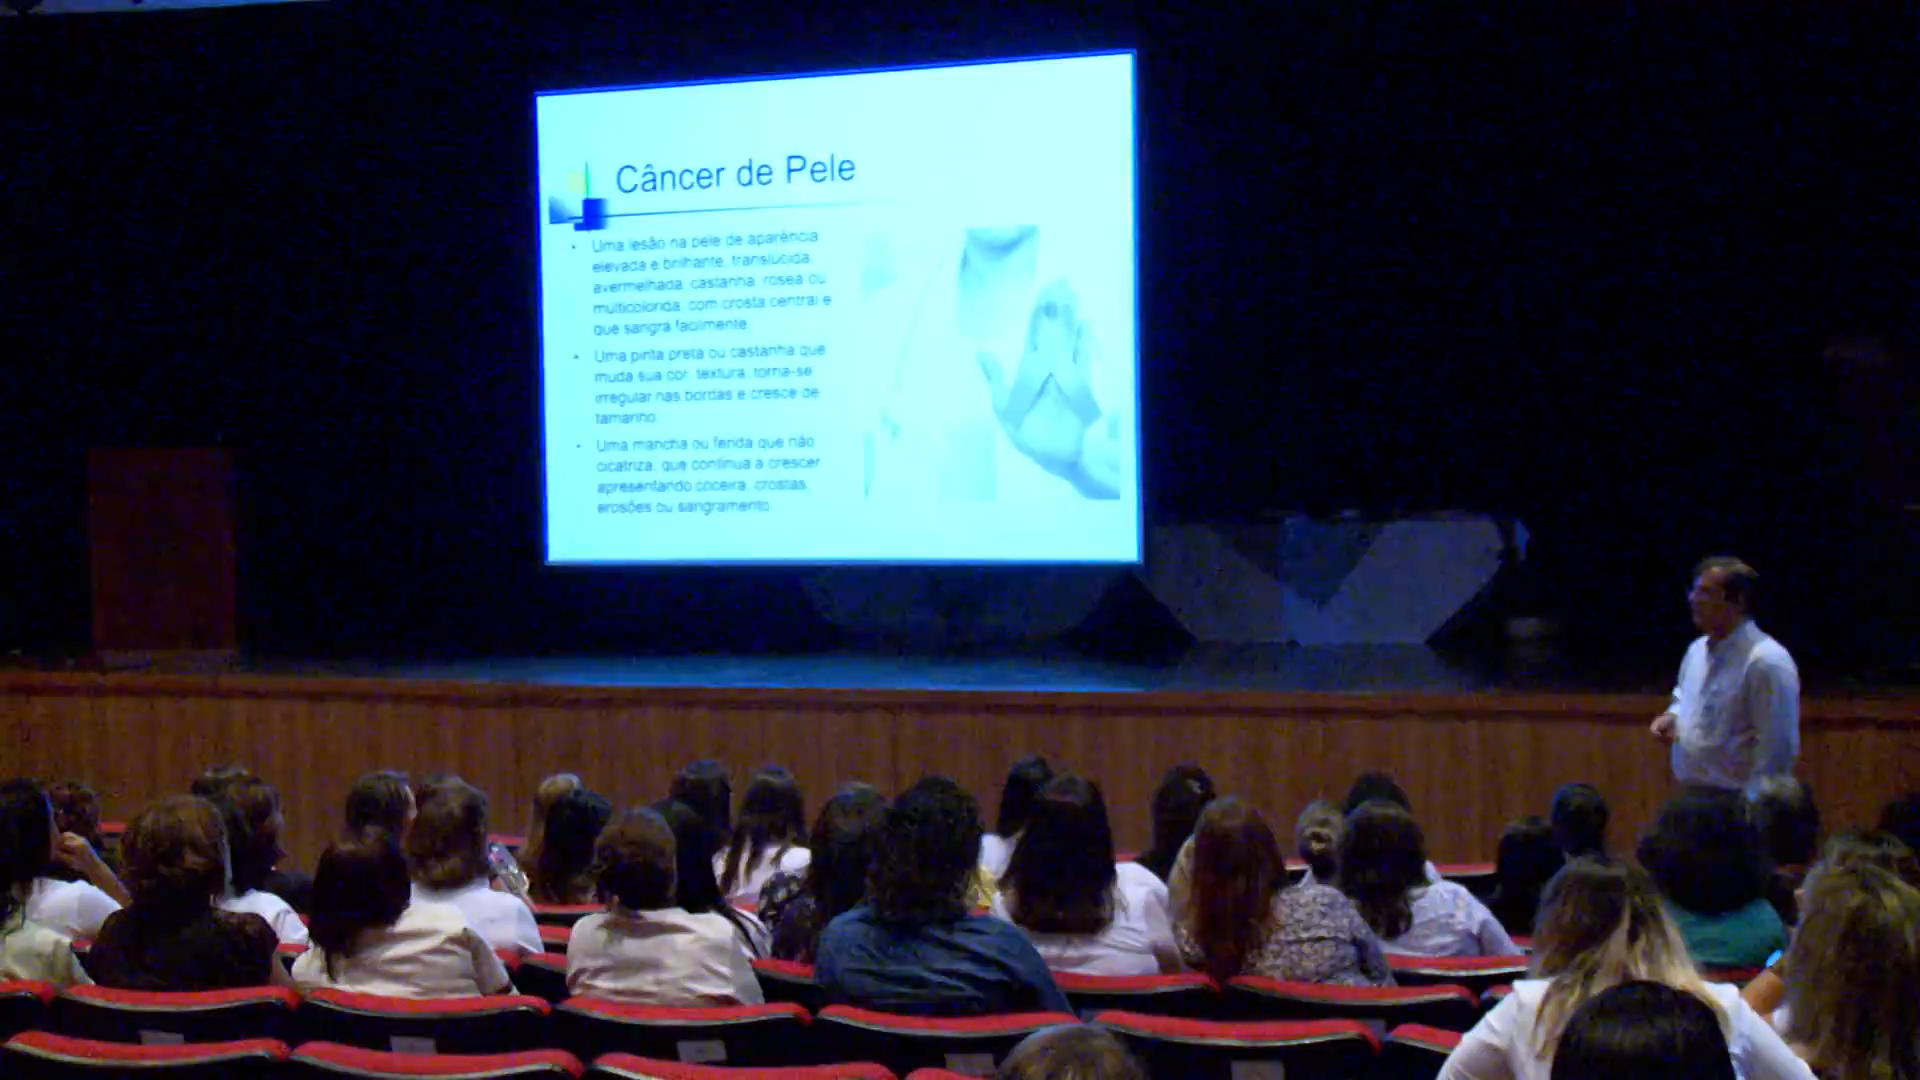 Câncer de Pele
• Uma lesão na pele de aparência
elevada e brilhante, translúcida,
avermelhada, castanha, rósea ou
multicolorida, com crosta central e
que sangra facilmente
• Uma pinta preta ou castanha que
muda sua cor, textura, torna-se
irregular nas bordas e cresce de
tamanho.
• Uma mancha ou ferida que não
cicatriza, que continua a crescer
apresentando coceira, crostas,
erosões ou sangramento.